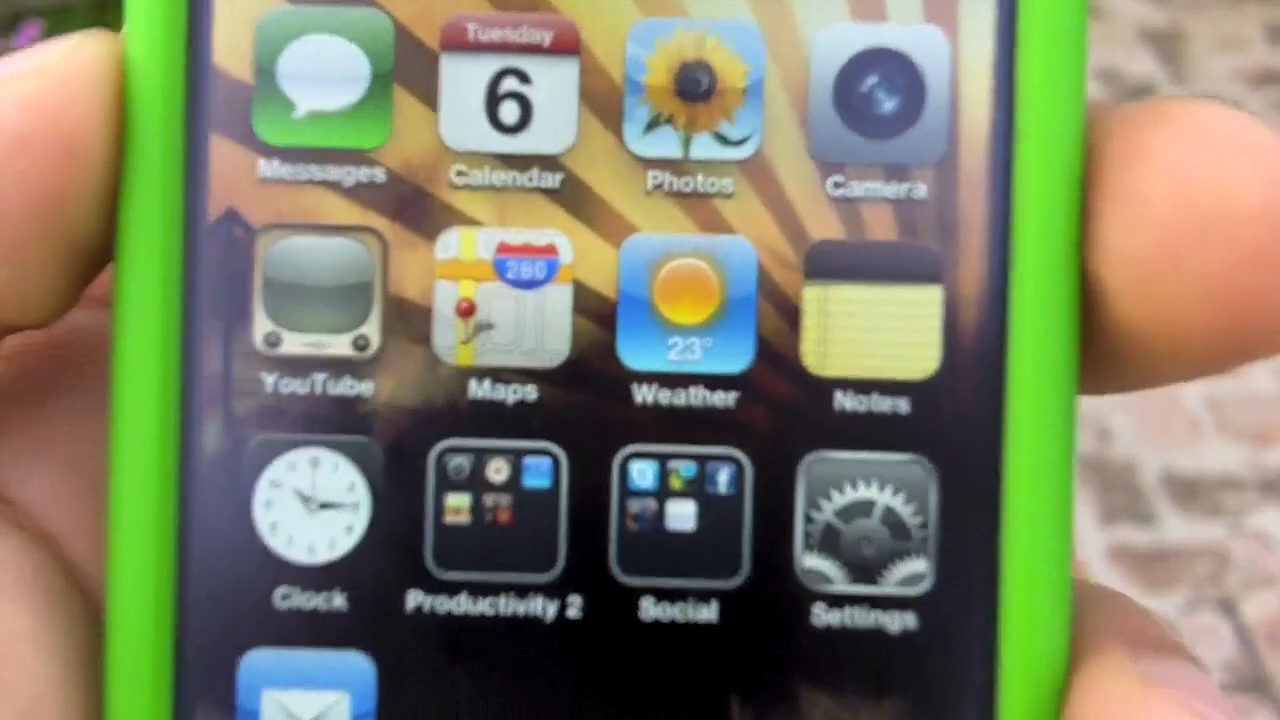 Tuesday
6
Messages
Calendar
Photos
Camera
280
23°
YouTube
Maps
Weather
Notes
Clock
Productivity 2
Social
Settings